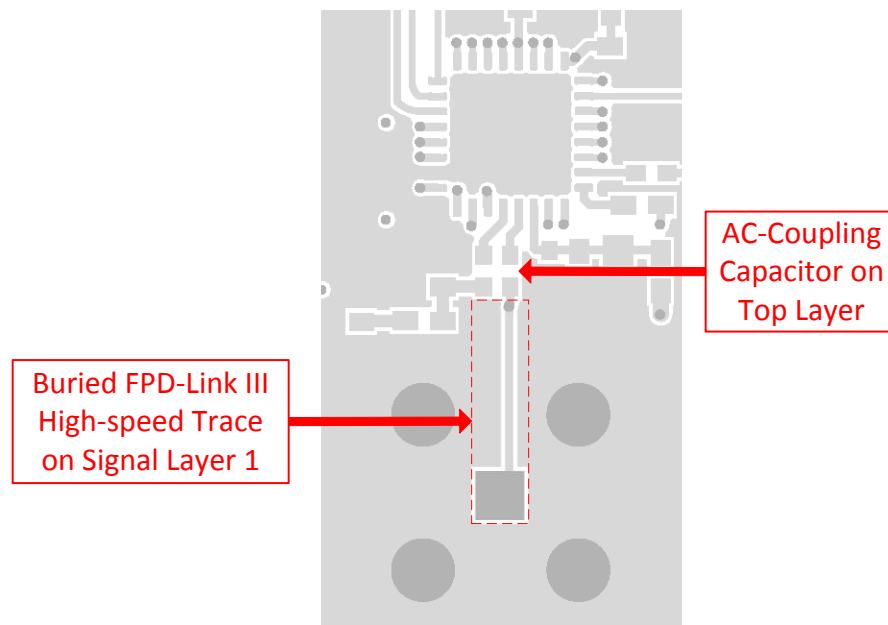 AC-Coupling
Capacitor on
Top Layer
Buried FPD-Link III
High-speed Trace
on Signal Layer 1